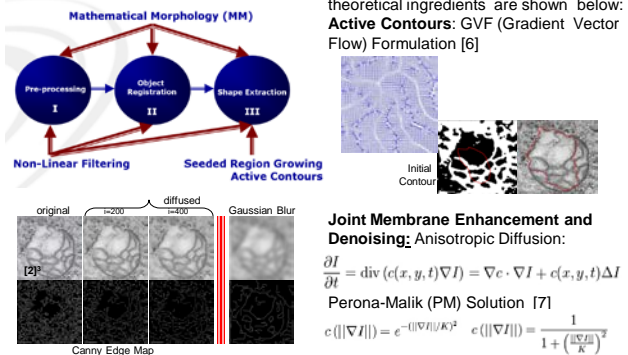 Mathematical Morphology (MM)
Pre-processing
I
Object
Registration
II
Shape Extraction
III
Non-Linear Filtering
Seeded Region Growing
Active Contours
diffused
original
i=200
i=400
Gaussian Blur
[2]³
Canny Edge Map
theoretical ingredients are shown below:
Active Contours: GVF (Gradient Vector
Flow) Formulation [6]
Initial
Contour
Joint Membrane Enhancement and
Denoising: Anisotropic Diffusion:
∂I/∂t = div (c(x, y, t)∇I) = ∇c · ∇I + c(x, y, t)ΔI
Perona-Malik (PM) Solution [7]
c (||∇I||) = e^{-(||∇I||/K)^2} c (||∇I||) = 1/(1 + (||∇I||/K)^2)